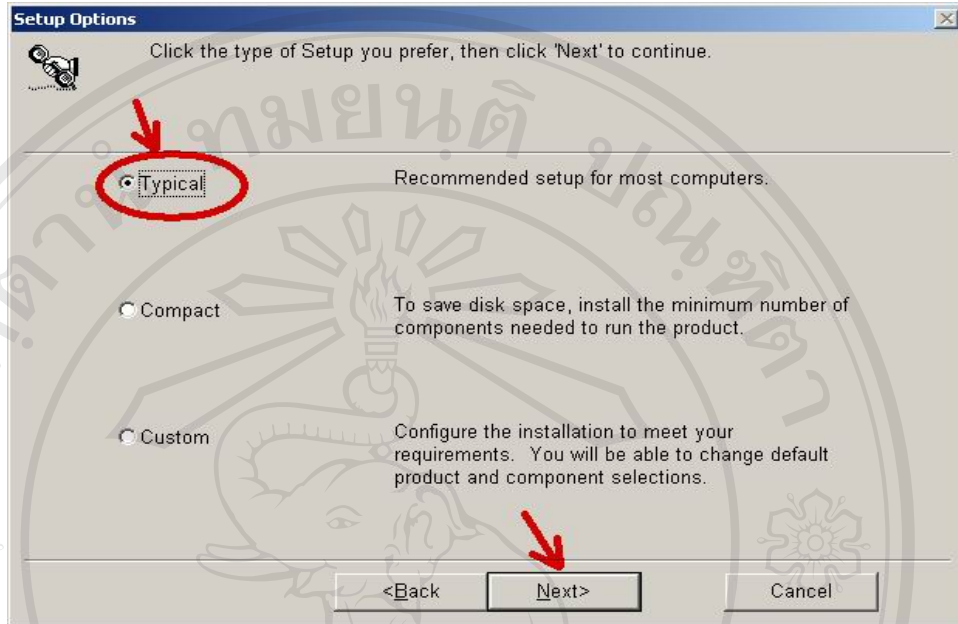 Setup Options
Click the type of Setup you prefer, then click 'Next' to continue.
Typical
Recommended setup for most computers.
Compact
To save disk space, install the minimum number of
components needed to run the product.
Custom
Configure the installation to meet your
requirements. You will be able to change default
product and component selections.
<Back
Next>
Cancel